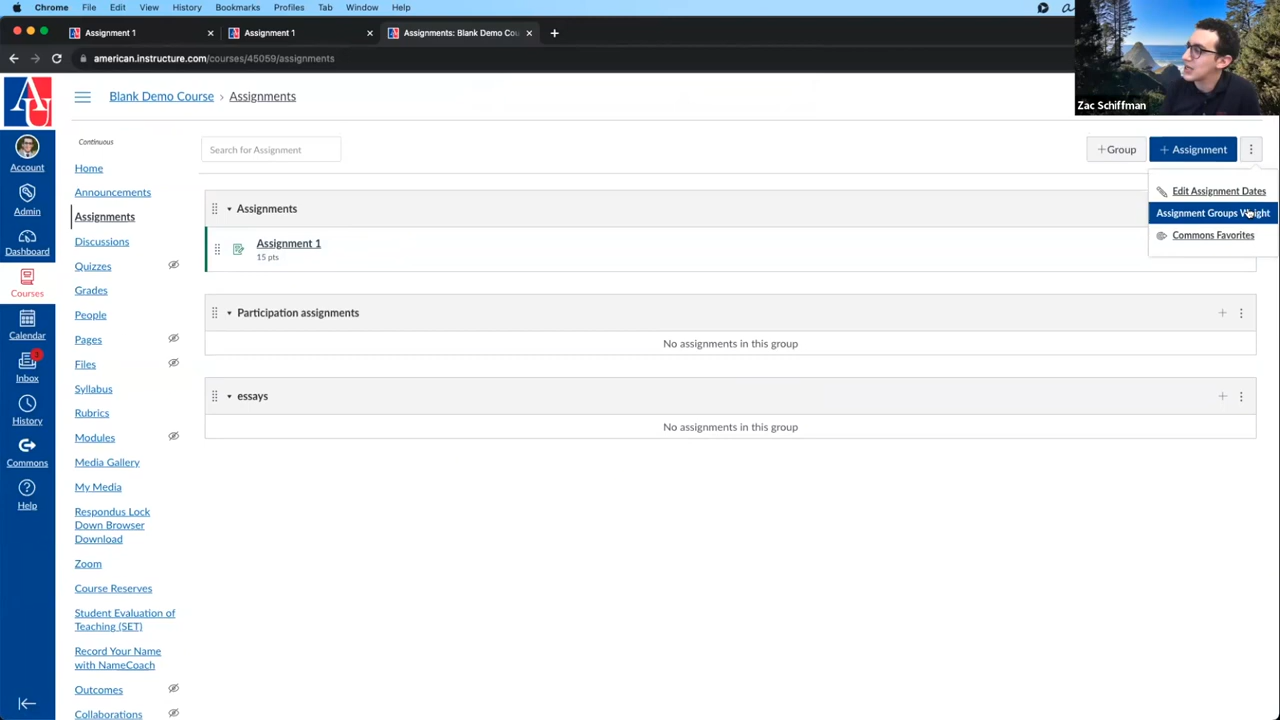 Chrome File Edit View History Bookmarks Profiles Tab Window Help
Assignment 1
Assignment 1
Assignments: Blank Demo Cou
american.instructure.com/courses/45059/assignments
Zac Schiffman
Blank Demo Course › Assignments
Account
Admin
Dashboard
Courses
Calendar
3
Inbox
History
Commons
Help
Continuous
Home
Announcements
Assignments
Discussions
Quizzes
Grades
People
Pages
Files
Syllabus
Rubrics
Modules
Media Gallery
My Media
Respondus Lock
Down Browser
Download
Zoom
Course Reserves
Student Evaluation of
Teaching (SET)
Record Your Name
with NameCoach
Outcomes
Collaborations
Search for Assignment
+Group
+ Assignment
Edit Assignment Dates
Assignment Groups Weight
Commons Favorites
Assignments
Assignment 1
15 pts
Participation assignments
No assignments in this group
essays
No assignments in this group